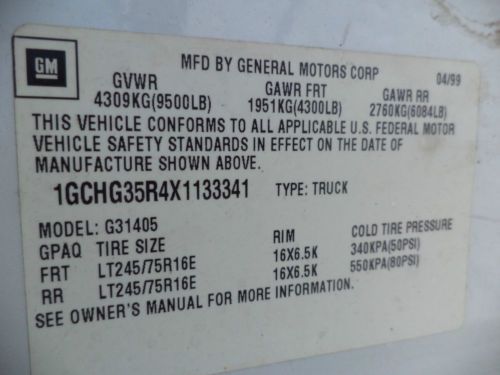 GM
MFD BY GENERAL MOTORS CORP 04/99
GVWR GAWR FRT GAWR RR
4309KG(9500LB) 1951KG(4300LB) 2760KG(6084LB)
THIS VEHICLE CONFORMS TO ALL APPLICABLE U.S. FEDERAL MOTOR
VEHICLE SAFETY STANDARDS IN EFFECT ON THE DATE OF
MANUFACTURE SHOWN ABOVE.
1GCHG35R4X1133341 TYPE: TRUCK
MODEL: G31405
GPAQ TIRE SIZE RIM COLD TIRE PRESSURE
FRT LT245/75R16E 16X6.5K 340KPA(50PSI)
RR LT245/75R16E 16X6.5K 550KPA(80PSI)
SEE OWNER'S MANUAL FOR MORE INFORMATION.